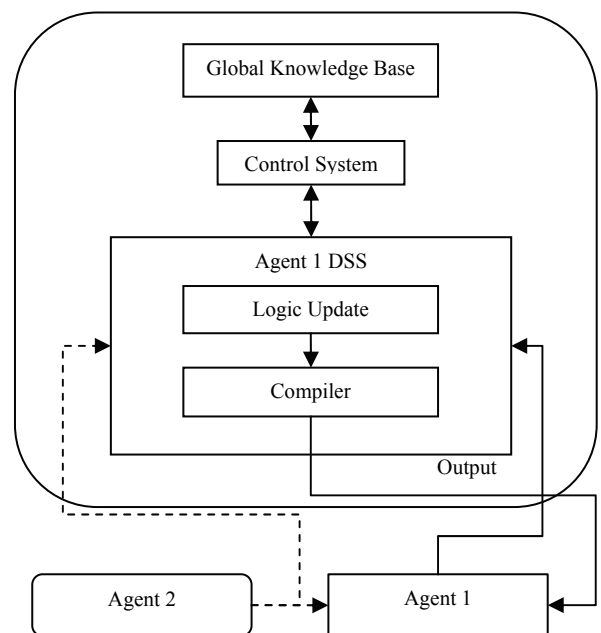 Global Knowledge Base
Control System
Agent 1 DSS
Logic Update
Compiler
Output
Agent 2
Agent 1